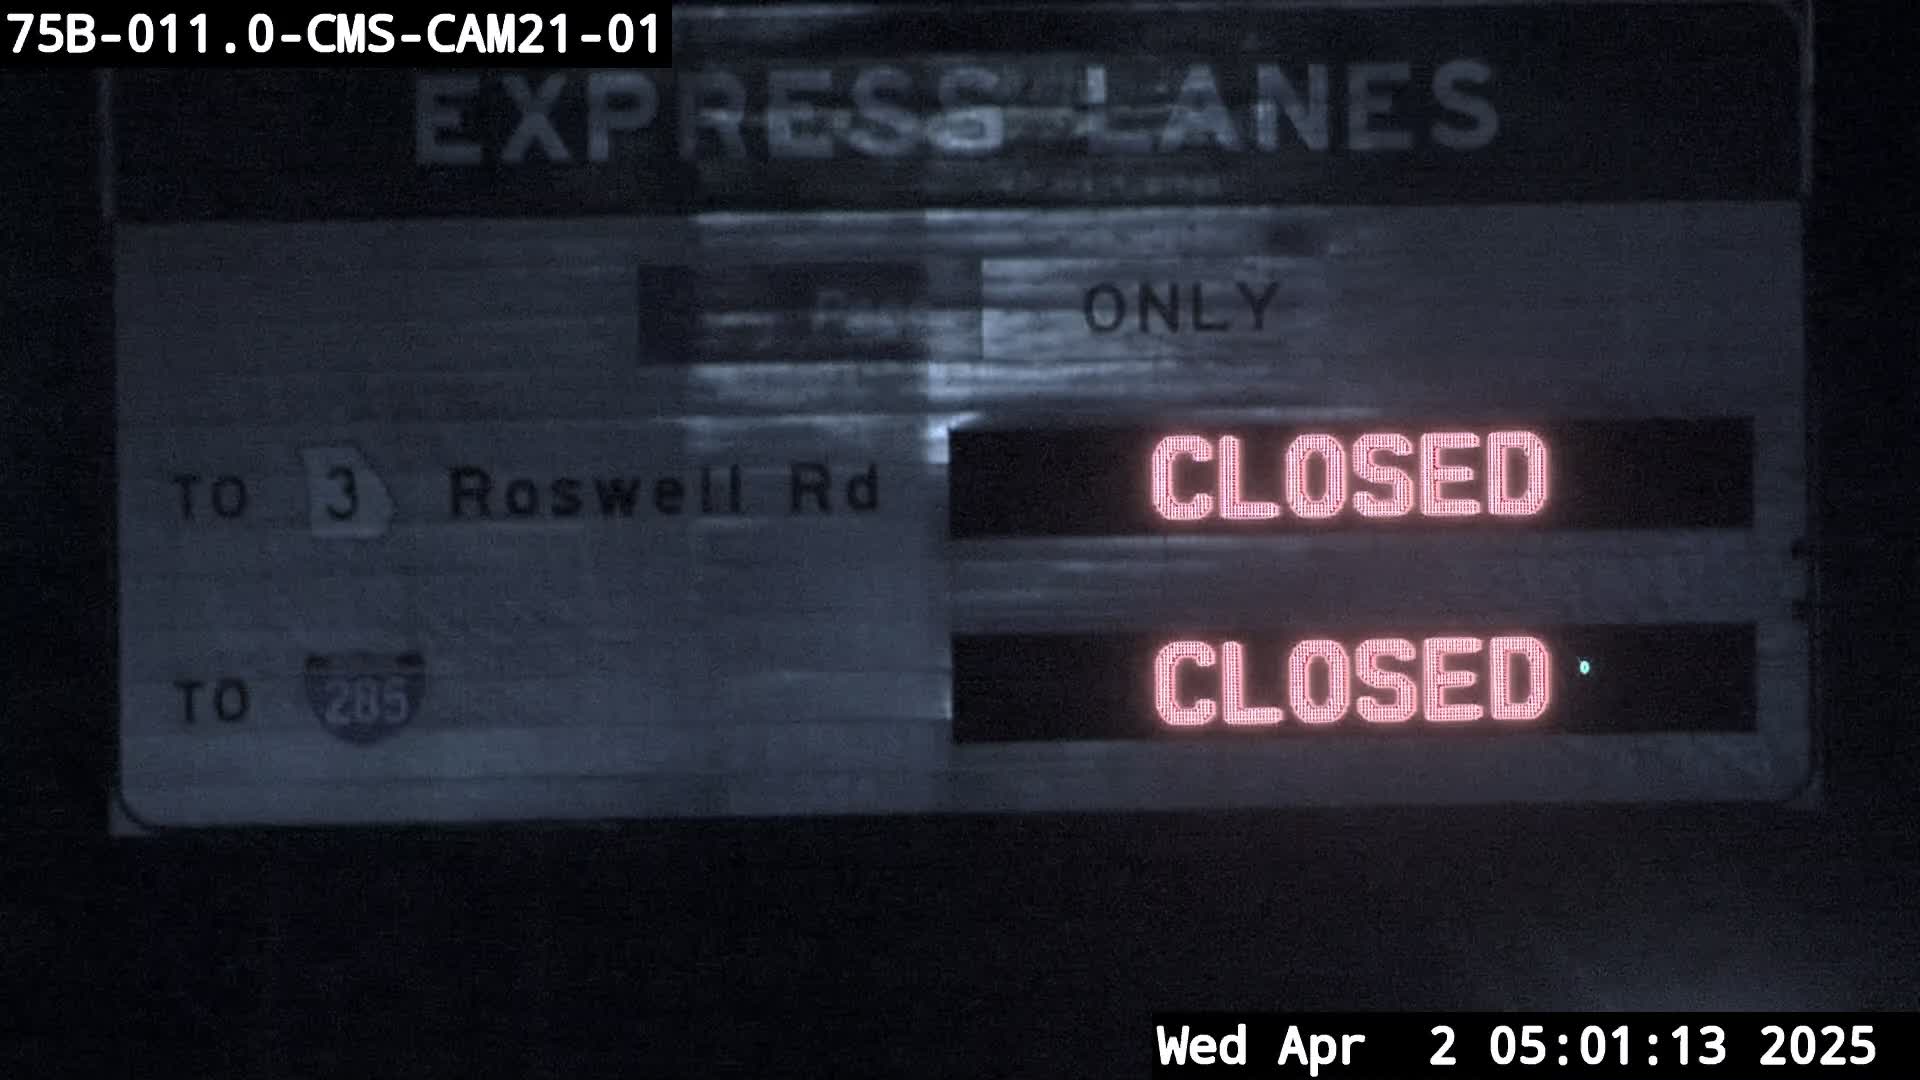 75B-011.0-CMS-CAM21-01
EXPRESS LANES
ONLY
TO 3 Roswell Rd CLOSED
TO 285 CLOSED
Wed Apr 2 05:01:13 2025